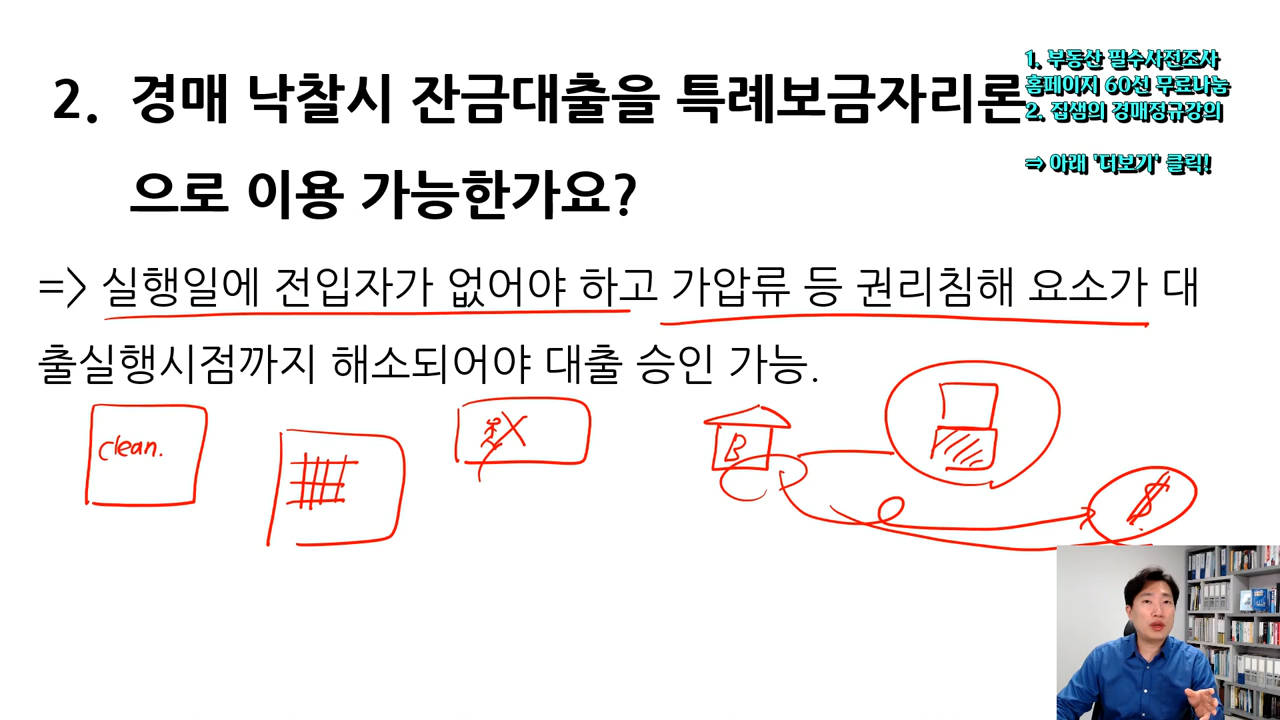 2. 경매 낙찰시 잔금대출을 특례보금자리론
으로 이용 가능한가요?
1. 부동산 필수사전조사
홈페이지 60선 무료나눔
2. 집샘의 경매정규강의
=> 아래 '더보기' 클릭!
=> 실행일에 전입자가 없어야 하고 가압류 등 권리침해 요소가 대
출실행시점까지 해소되어야 대출 승인 가능.
clean.
B
$